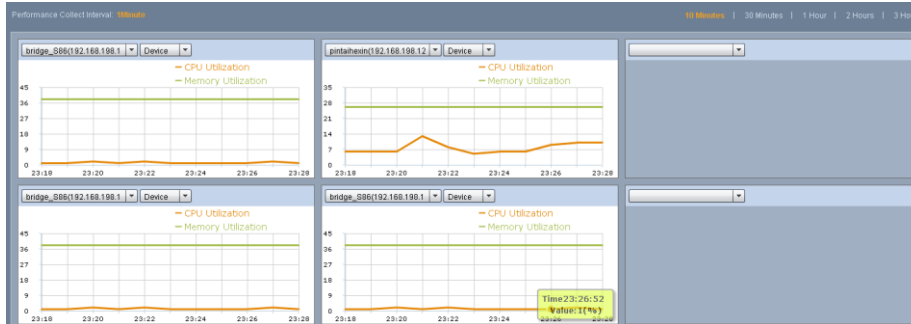 Performance Collect Interval: 1Minute
10 Minutes | 30 Minutes | 1 Hour | 2 Hours | 3 Ho
bridge_S86(192.168.198.1 Device
CPU Utilization
Memory Utilization
45
36
27
18
9
0
23:18 23:20 23:22 23:24 23:26 23:28
pintaihexin(192.168.198.12 Device
CPU Utilization
Memory Utilization
35
28
21
14
7
0
23:18 23:20 23:22 23:24 23:26 23:28
bridge_S86(192.168.198.1 Device
CPU Utilization
Memory Utilization
45
36
27
18
9
0
23:18 23:20 23:22 23:24 23:26 23:28
bridge_S86(192.168.198.1 Device
CPU Utilization
Memory Utilization
45
36
27
18
9
0
Time23:26:52
Value:1(%)
23:18 23:20 23:22 23:24 23:26 23:28